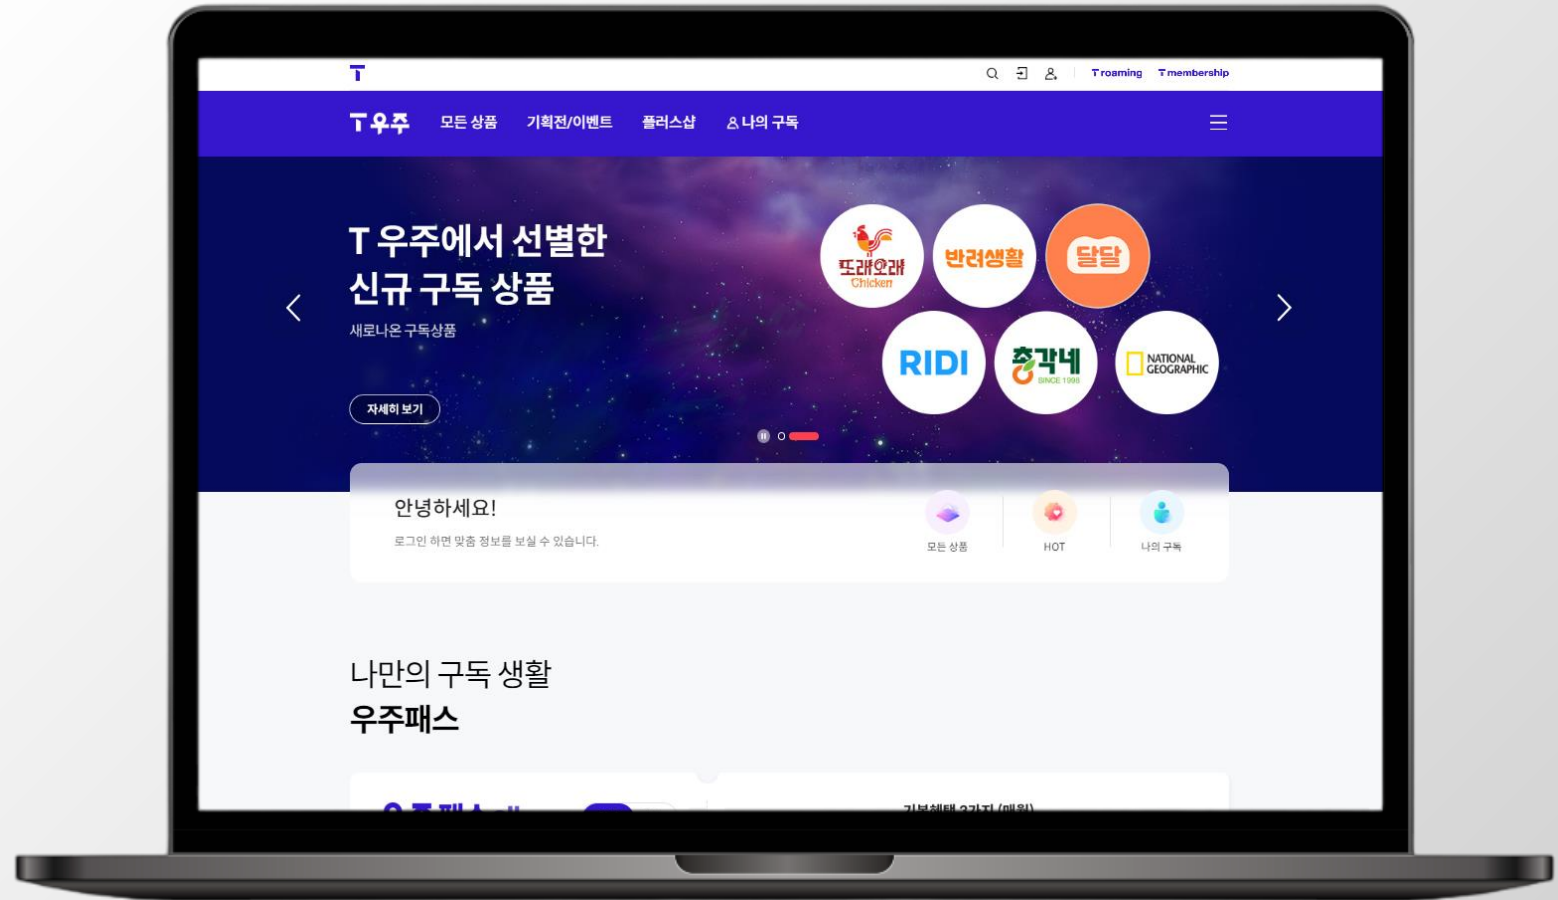 T
T roaming T membership
T우주 모든 상품 기획전/이벤트 플러스샵 나의 구독
T 우주에서 선별한
신규 구독 상품
새로나온 구독상품
자세히 보기
또래오래
Chicken
반려생활
달달
RIDI
총각네
SINCE 1998
NATIONAL
GEOGRAPHIC
안녕하세요!
로그인 하면 맞춤 정보를 보실 수 있습니다.
모든 상품
HOT
나의 구독
나만의 구독 생활
우주패스